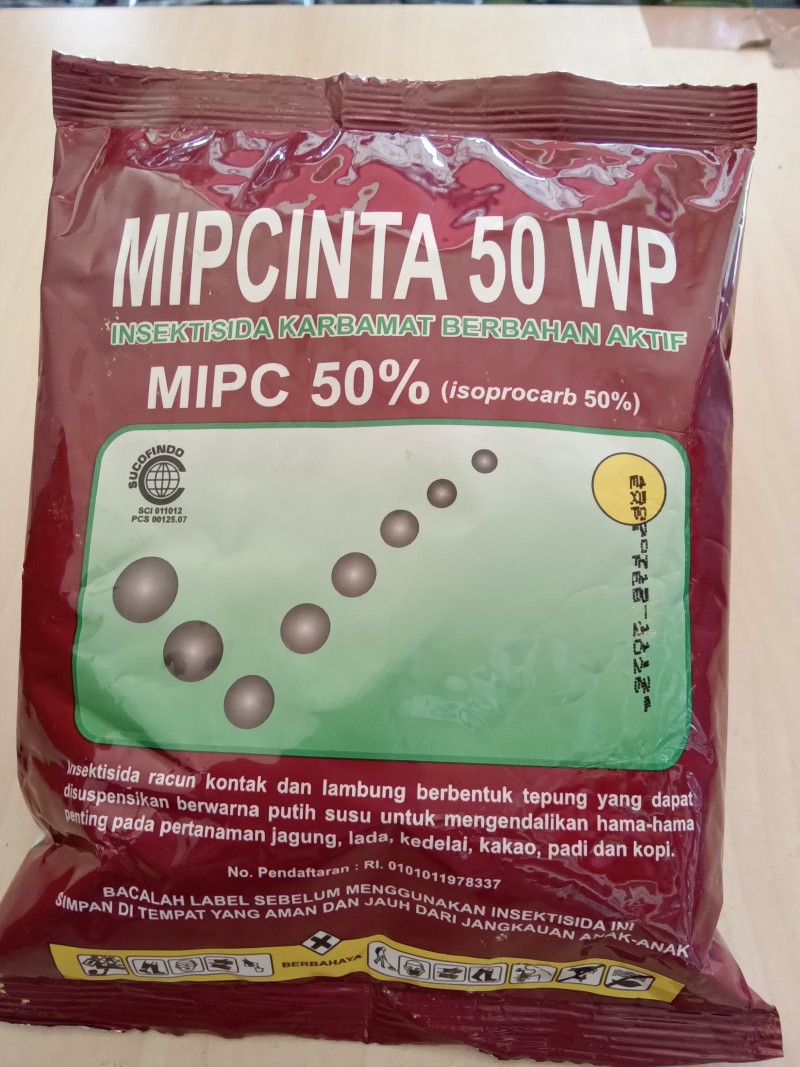 MIPCINTA 50 WP
INSEKTISIDA KARBAMAT BERBAHAN AKTIF
MIPC 50% (isoprocarb 50%)
SUCOFINDO
SCI 011012
PCS 00125.07
Insektisida racun kontak dan lambung berbentuk tepung yang dapat
disuspensikan berwarna putih susu untuk mengendalikan hama-hama
penting pada pertanaman jagung, lada, kedelai, kakao, padi dan kopi.
No. Pendaftaran : RI. 0101011978337
BACALAH LABEL SEBELUM MENGGUNAKAN INSEKTISIDA INI
SIMPAN DI TEMPAT YANG AMAN DAN JAUH DARI JANGKAUAN ANAK-ANAK
BERBAHAYA